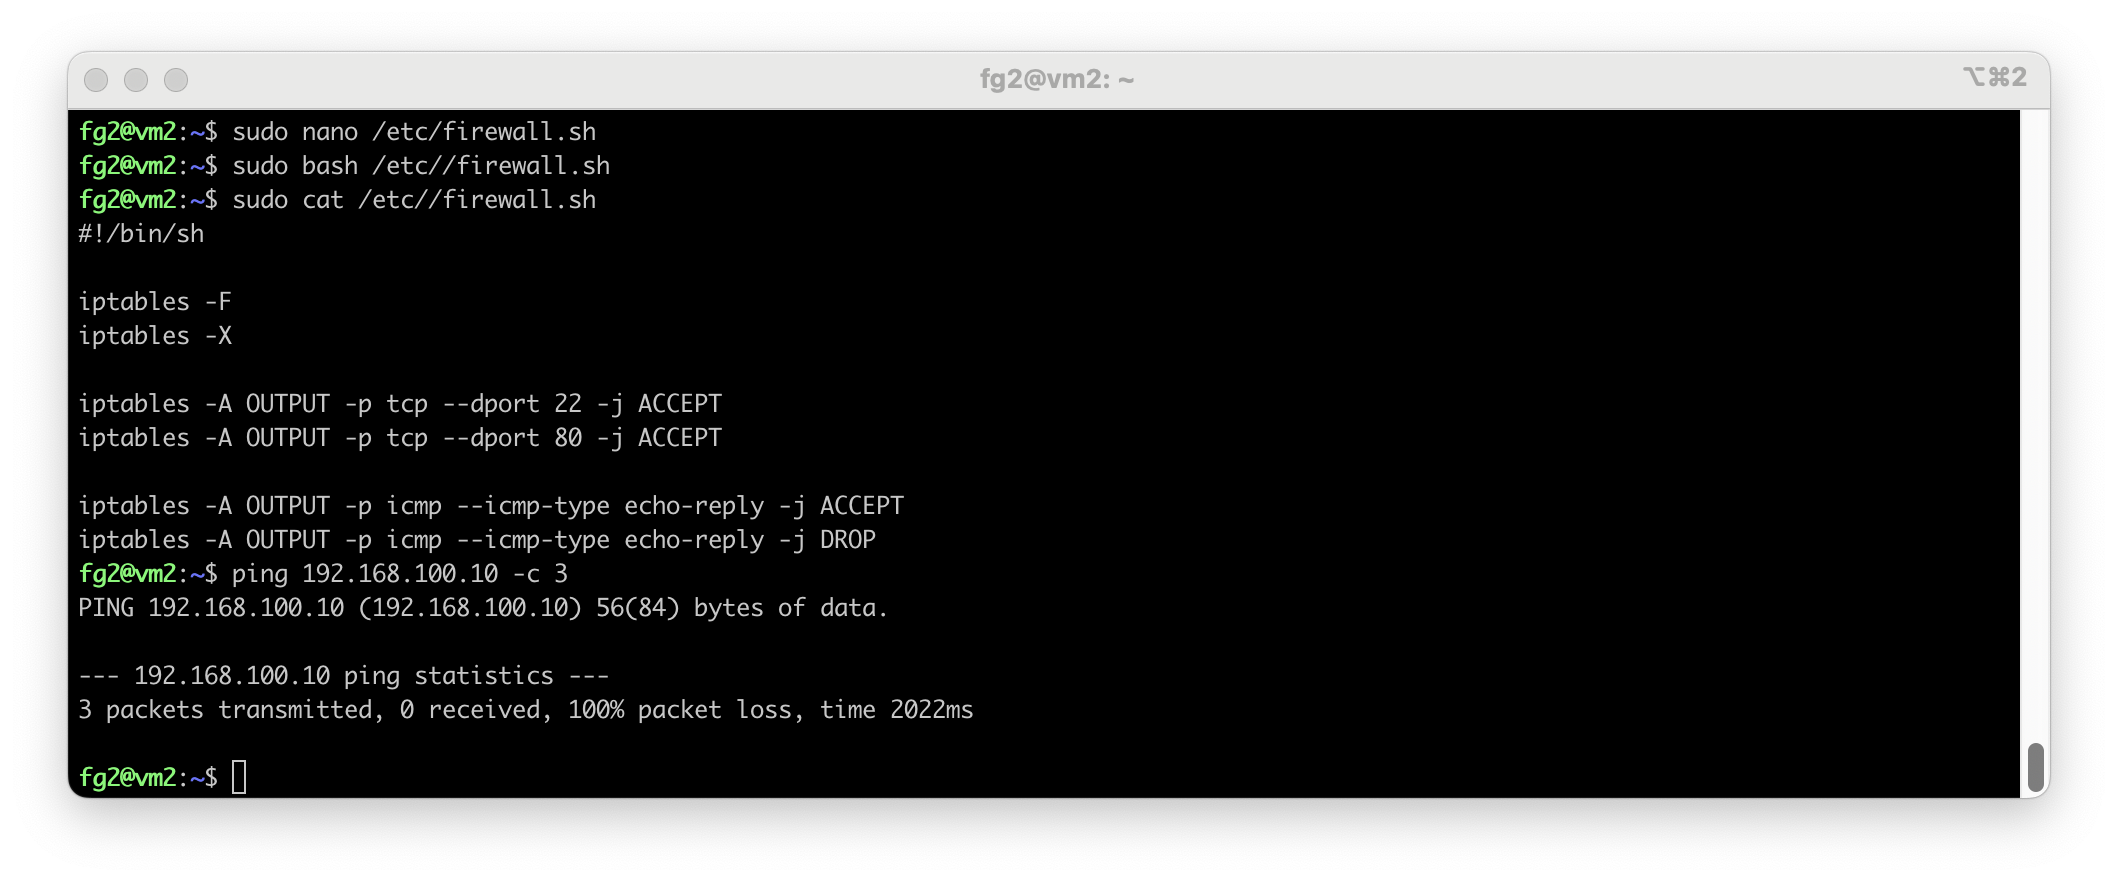 fg2@vm2: ~
⌥⌘2
fg2@vm2:~$ sudo nano /etc/firewall.sh
fg2@vm2:~$ sudo bash /etc//firewall.sh
fg2@vm2:~$ sudo cat /etc//firewall.sh
#!/bin/sh
iptables -F
iptables -X
iptables -A OUTPUT -p tcp --dport 22 -j ACCEPT
iptables -A OUTPUT -p tcp --dport 80 -j ACCEPT
iptables -A OUTPUT -p icmp --icmp-type echo-reply -j ACCEPT
iptables -A OUTPUT -p icmp --icmp-type echo-reply -j DROP
fg2@vm2:~$ ping 192.168.100.10 -c 3
PING 192.168.100.10 (192.168.100.10) 56(84) bytes of data.
--- 192.168.100.10 ping statistics ---
3 packets transmitted, 0 received, 100% packet loss, time 2022ms
fg2@vm2:~$